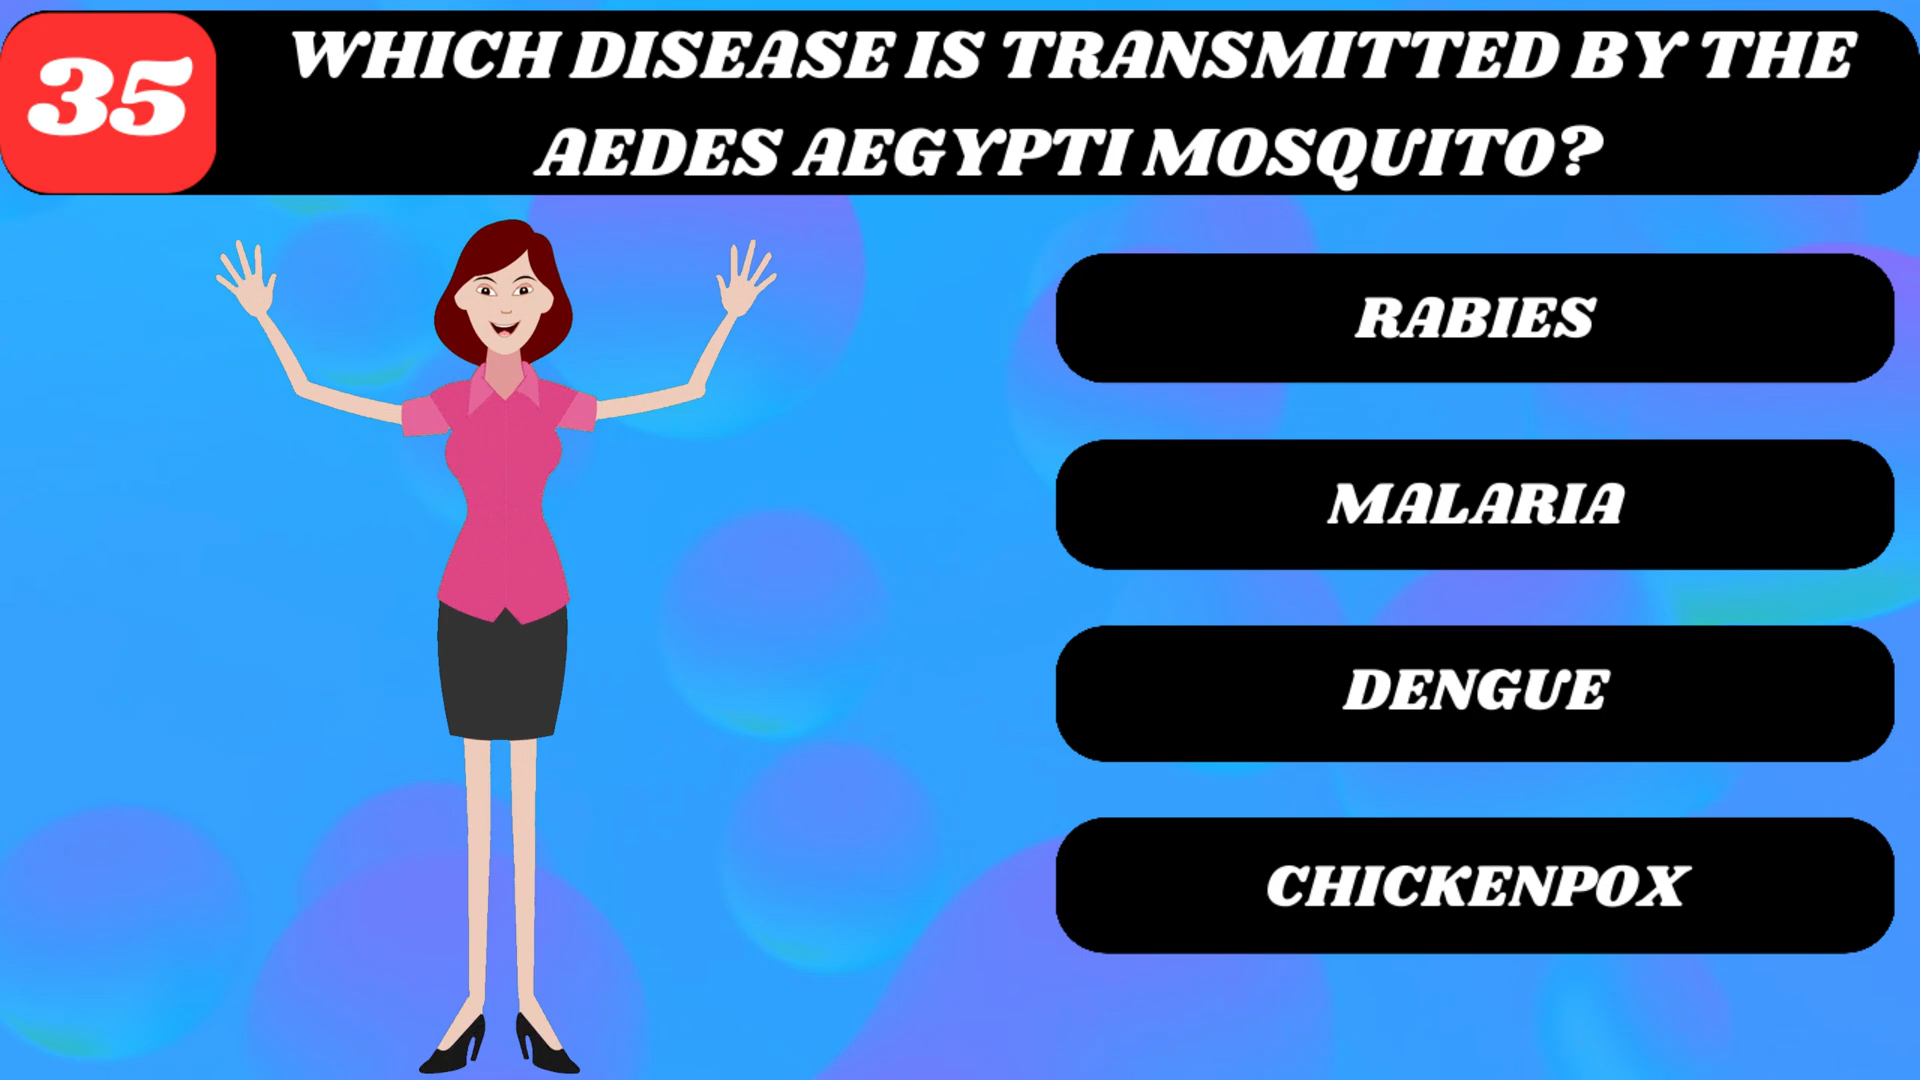 35
WHICH DISEASE IS TRANSMITTED BY THE
AEDES AEGYPTI MOSQUITO?
RABIES
MALARIA
DENGUE
CHICKENPOX